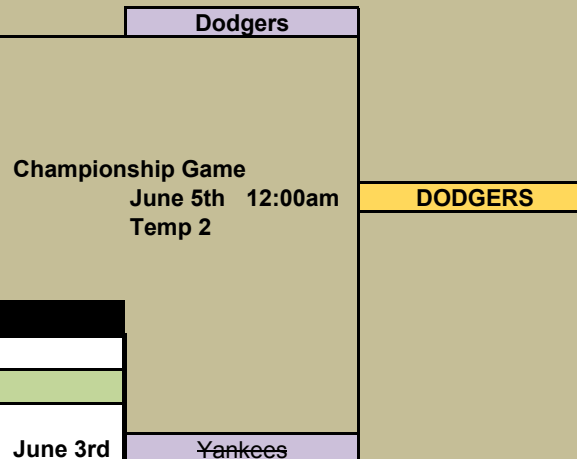 Dodgers
Championship Game
June 5th 12:00am
DODGERS
Temp 2
June 3rd
Yankees